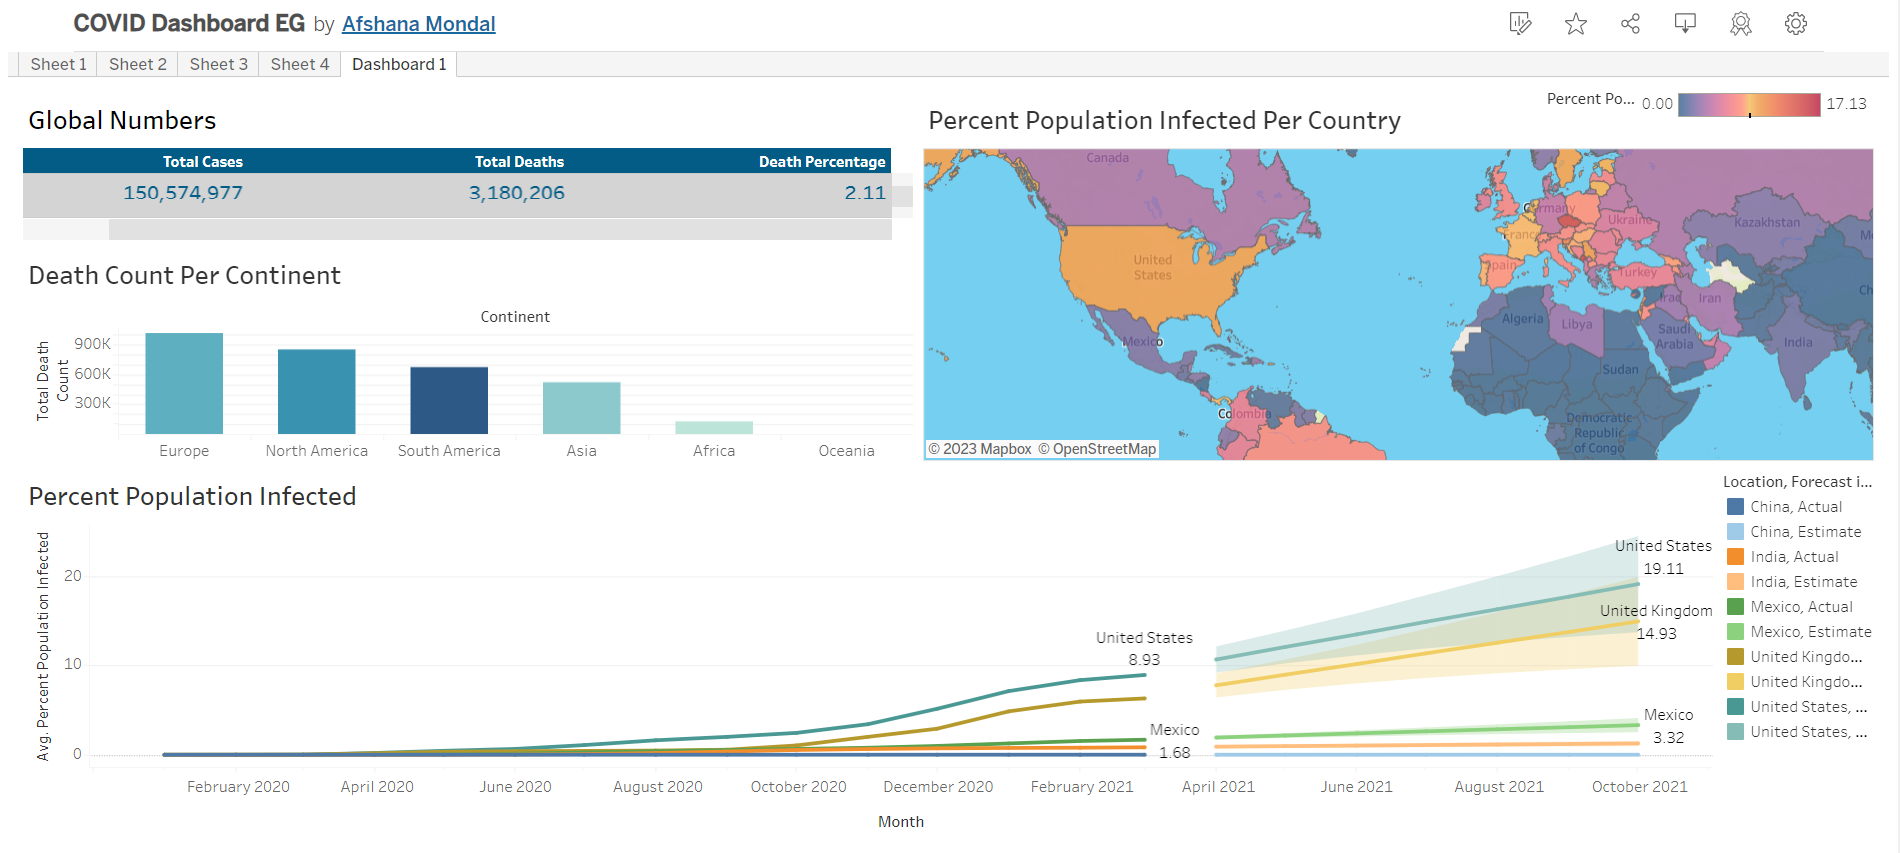 COVID Dashboard EG by Afshana Mondal
Sheet 1
Sheet 2
Sheet 3
Sheet 4
Dashboard 1
Global Numbers
Total Cases
Total Deaths
Death Percentage
150,574,977
3,180,206
2.11
Death Count Per Continent
Continent
Total Death
Count
900K
600K
300K
Europe
North America
South America
Asia
Africa
Oceania
Percent Population Infected Per Country
Percent Po...
0.00
17.13
Canada
United
States
Mexico
Colombia
Germany
France
Spain
Ukraine
Turkey
Kazakhstan
Iraq
Iran
Algeria
Libya
Saudi
Arabia
India
Sudan
Democratic
Republic
of Congo
Ch
© 2023 Mapbox © OpenStreetMap
Percent Population Infected
Avg. Percent Population Infected
20
10
0
United States
8.93
Mexico
1.68
United States
19.11
United Kingdom
14.93
Mexico
3.32
February 2020
April 2020
June 2020
August 2020
October 2020
December 2020
February 2021
April 2021
June 2021
August 2021
October 2021
Month
Location, Forecast i...
China, Actual
China, Estimate
India, Actual
India, Estimate
Mexico, Actual
Mexico, Estimate
United Kingdo...
United Kingdo...
United States, ...
United States, ...